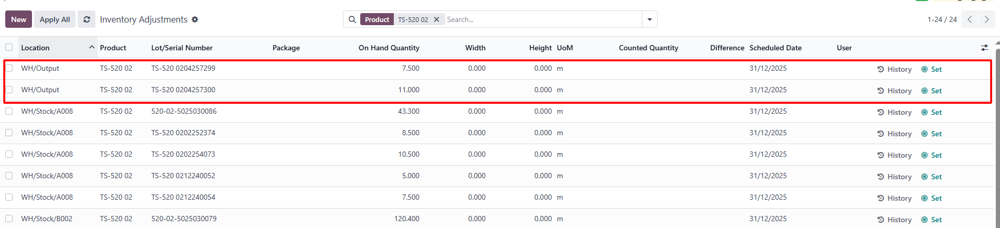 New Apply All Inventory Adjustments Product TS-520 02 Search... 1-24 / 24
Location Product Lot/Serial Number Package On Hand Quantity Width Height UoM Counted Quantity Difference Scheduled Date User
WH/Output TS-520 02 TS-520 0204257299 7.500 0.000 0.000 m 31/12/2025 History Set
WH/Output TS-520 02 TS-520 0204257300 11.000 0.000 0.000 m 31/12/2025 History Set
WH/Stock/A008 TS-520 02 520-02-5025030086 43.300 0.000 0.000 m 31/12/2025 History Set
WH/Stock/A008 TS-520 02 TS-520 0202252374 8.500 0.000 0.000 m 31/12/2025 History Set
WH/Stock/A008 TS-520 02 TS-520 0202254073 10.500 0.000 0.000 m 31/12/2025 History Set
WH/Stock/A008 TS-520 02 TS-520 0212240052 5.000 0.000 0.000 m 31/12/2025 History Set
WH/Stock/A008 TS-520 02 TS-520 0212240054 7.500 0.000 0.000 m 31/12/2025 History Set
WH/Stock/B002 TS-520 02 520-02-5025030079 120.400 0.000 0.000 m 31/12/2025 History Set